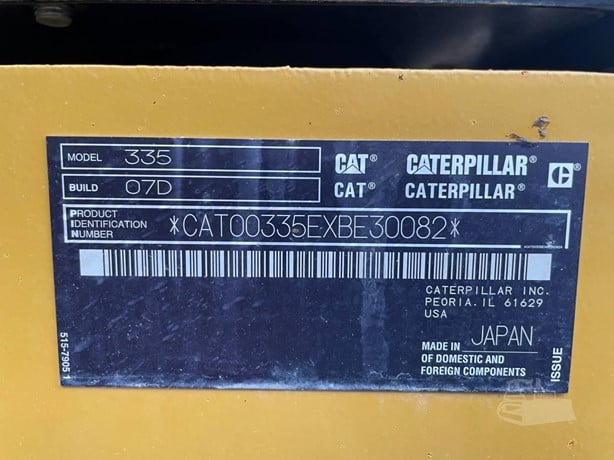 MODEL 335
CAT® CATERPILLAR®
BUILD 07D
CAT® CATERPILLAR®
PRODUCT
IDENTIFICATION
NUMBER
*CAT00335EXBE30082*
CATERPILLAR INC.
PEORIA. IL 61629
USA
MADE IN JAPAN
OF DOMESTIC AND
FOREIGN COMPONENTS
515-7905 1
ISSUE